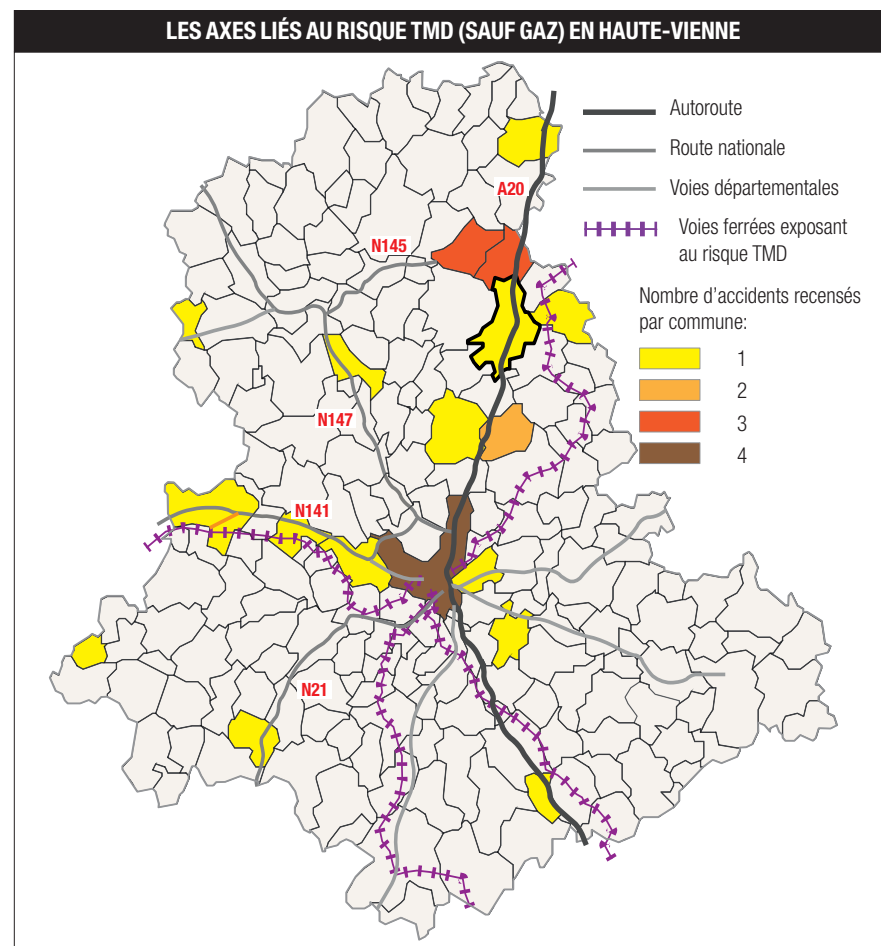 LES AXES LIÉS AU RISQUE TMD (SAUF GAZ) EN HAUTE-VIENNE
Autoroute
Route nationale
Voies départementales
Voies ferrées exposant
au risque TMD
Nombre d'accidents recensés
par commune:
1
2
3
4
A20
N145
N147
N141
N21